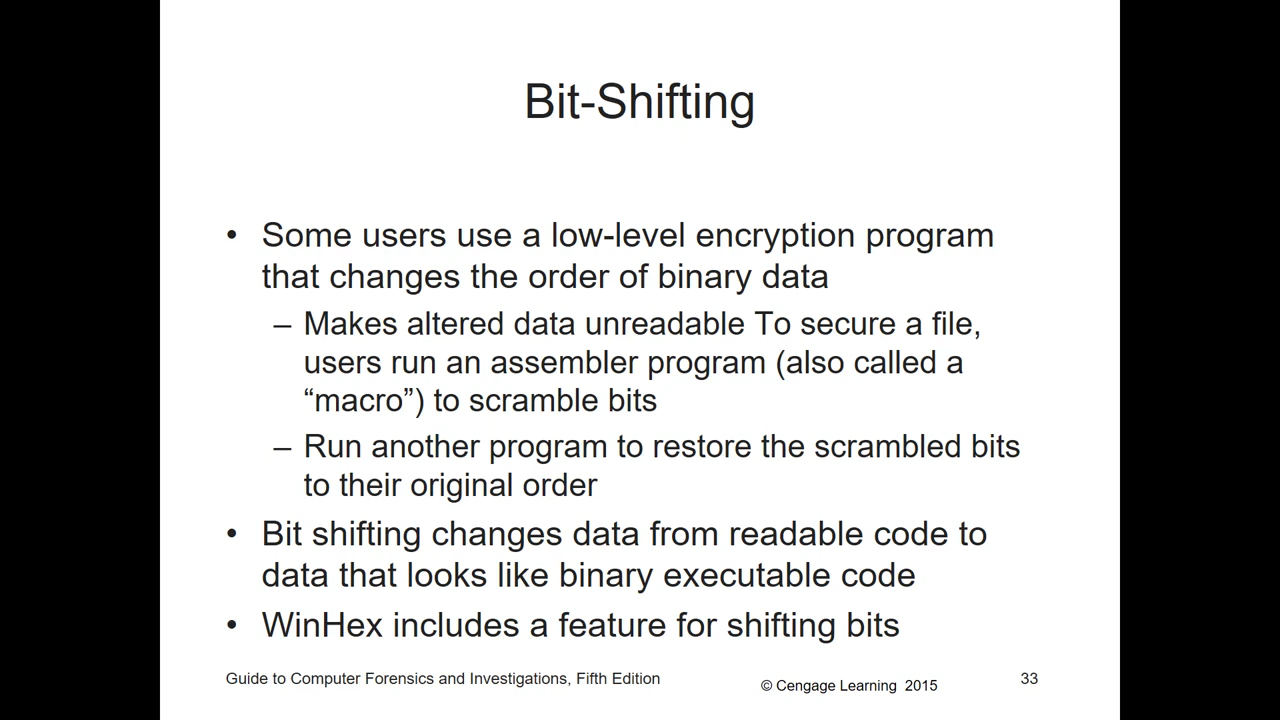 Bit-Shifting
• Some users use a low-level encryption program
that changes the order of binary data
– Makes altered data unreadable To secure a file,
users run an assembler program (also called a
“macro”) to scramble bits
– Run another program to restore the scrambled bits
to their original order
• Bit shifting changes data from readable code to
data that looks like binary executable code
• WinHex includes a feature for shifting bits
Guide to Computer Forensics and Investigations, Fifth Edition
© Cengage Learning 2015
33